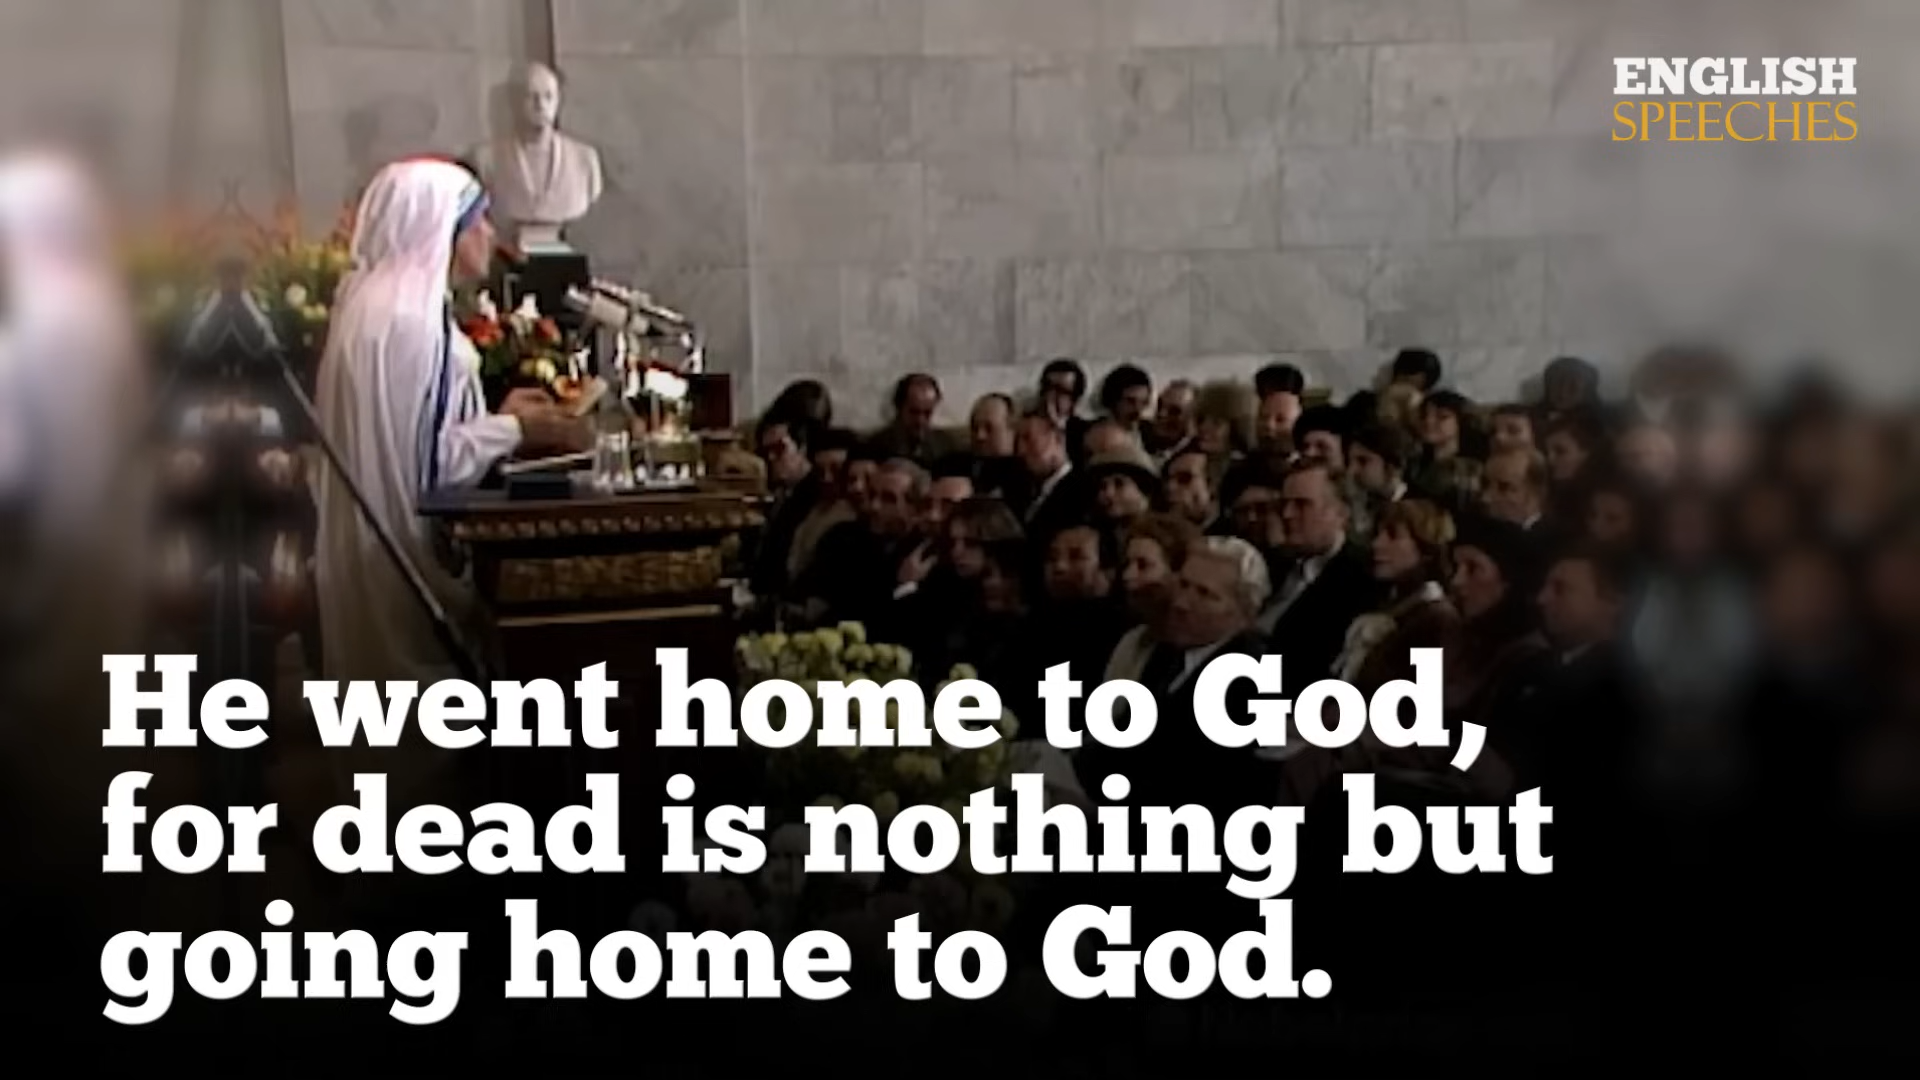 ENGLISH
SPEECHES
He went home to God,
for dead is nothing but
going home to God.